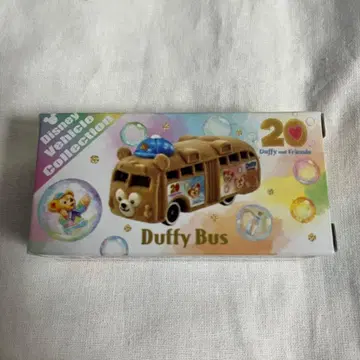 Disney
Vehicle
Collection
20
Duffy and Friends
Duffy Bus